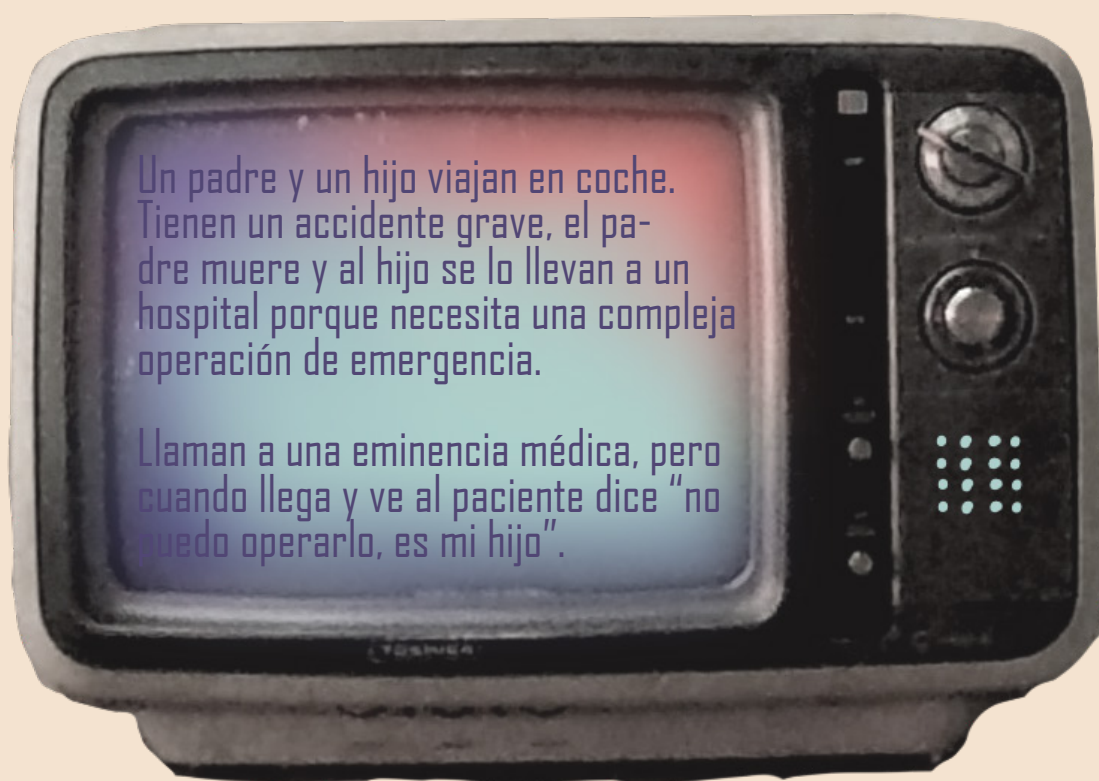 Un padre y un hijo viajan en coche.
Tienen un accidente grave, el pa-
dre muere y al hijo se lo llevan a un
hospital porque necesita una compleja
operación de emergencia.
Llaman a una eminencia médica, pero
cuando llega y ve al paciente dice “no
puedo operarlo, es mi hijo”.
TOSHIBA